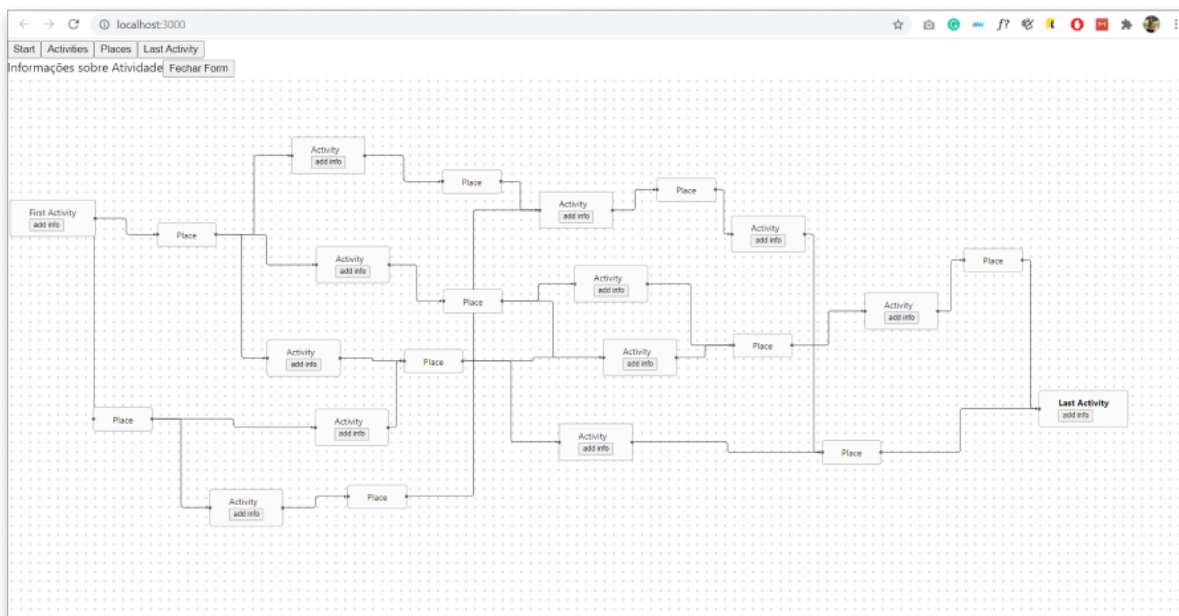 localhost:3000
Start Activities Places Last Activity
Informações sobre Atividade Fechar Form
Activity
add info
Place
Place
First Activity
add info
Activity
add info
Place
Activity
add info
Activity
add info
Place
Place
Activity
add info
Activity
add info
Activity
add info
Place
Place
Activity
add info
Activity
add info
Place
Last Activity
add info
Place
Activity
add info
Activity
add info
Place
Activity
add info
Place